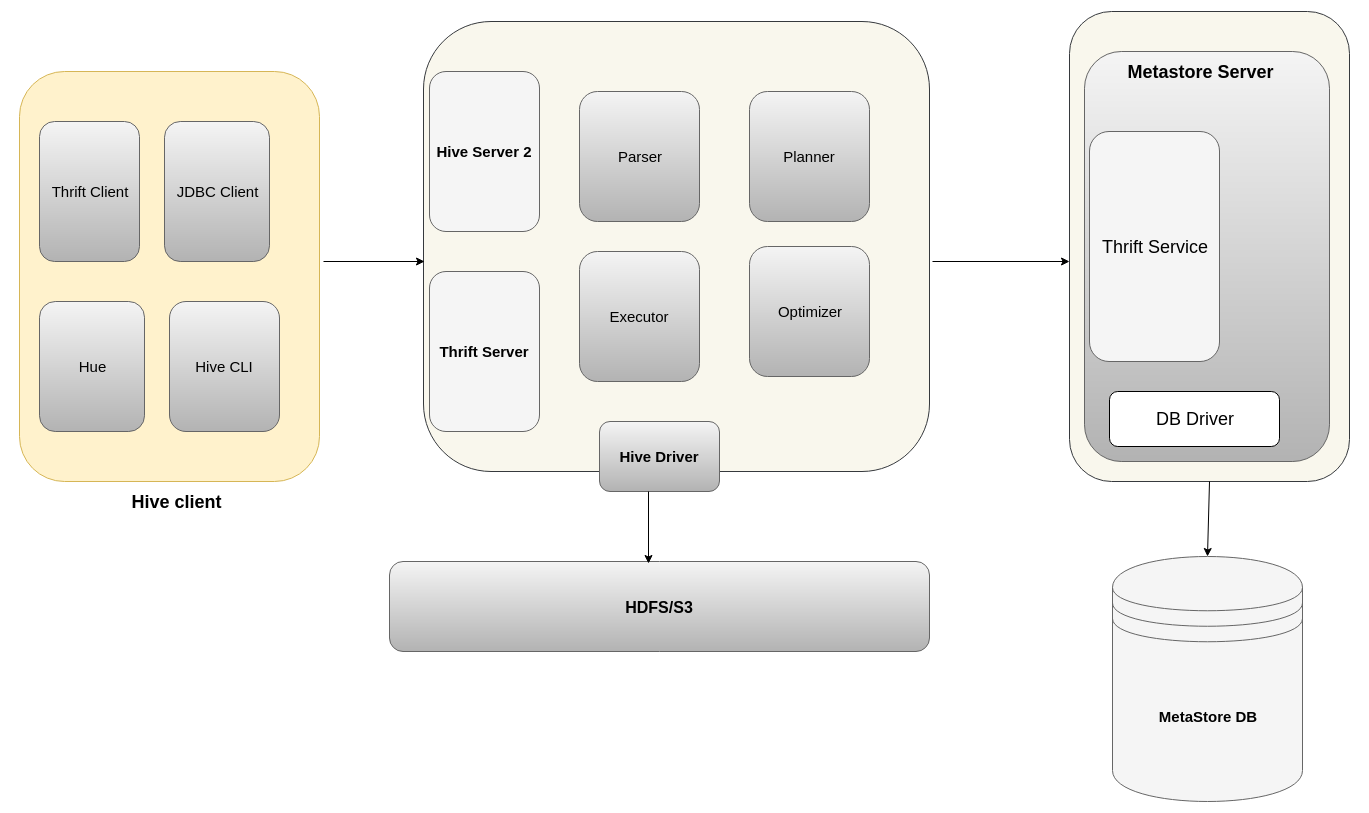 Thrift Client
JDBC Client
Hue
Hive CLI
Hive client
Hive Server 2
Parser
Planner
Thrift Server
Executor
Optimizer
Hive Driver
HDFS/S3
Metastore Server
Thrift Service
DB Driver
MetaStore DB